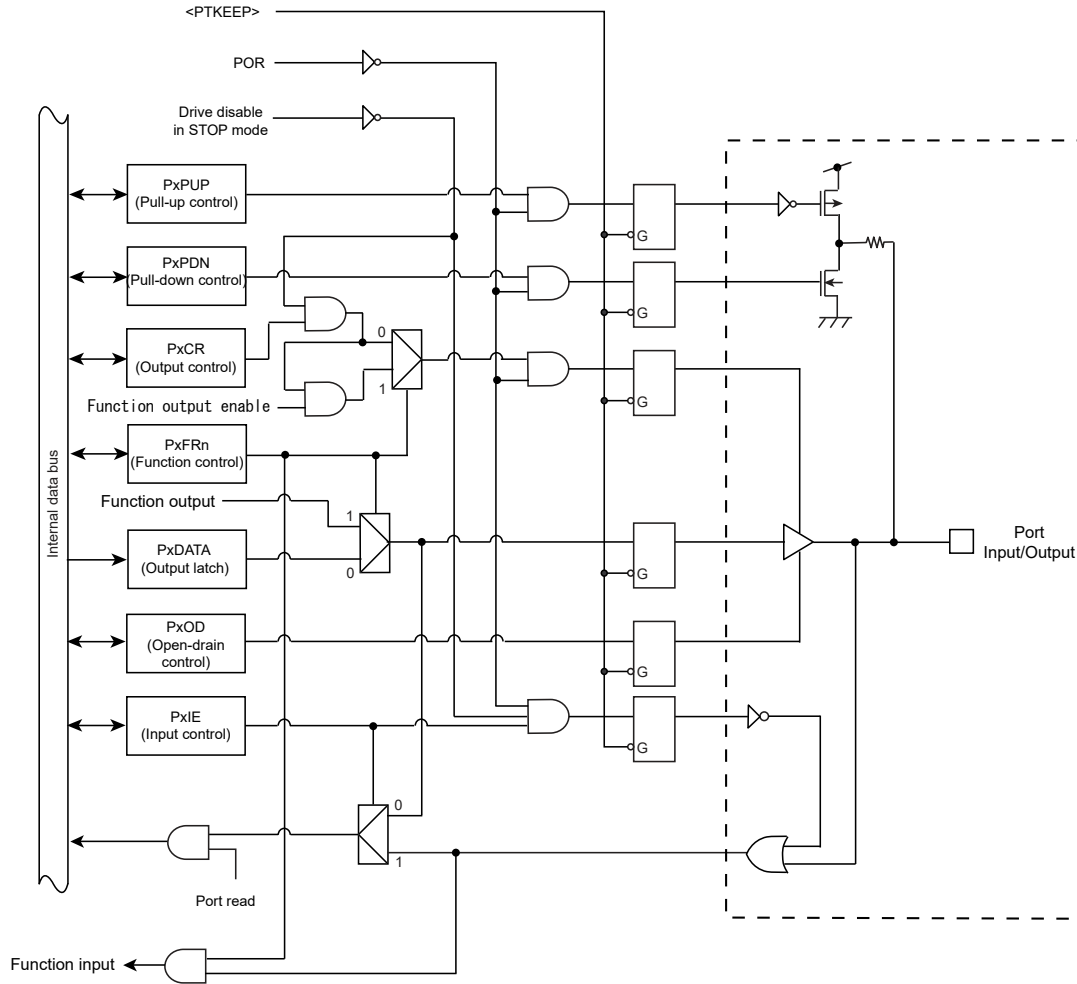 <PTKEEP>
POR
Drive disable
in STOP mode
PxPUP
(Pull-up control)
G
PxPDN
(Pull-down control)
G
PxCR
(Output control)
0
1
G
Function output enable
PxFRn
(Function control)
Internal data bus
Function output
1
0
PxDATA
(Output latch)
G
Port
Input/Output
PxOD
(Open-drain
control)
G
PxIE
(Input control)
G
0
1
Port read
Function input